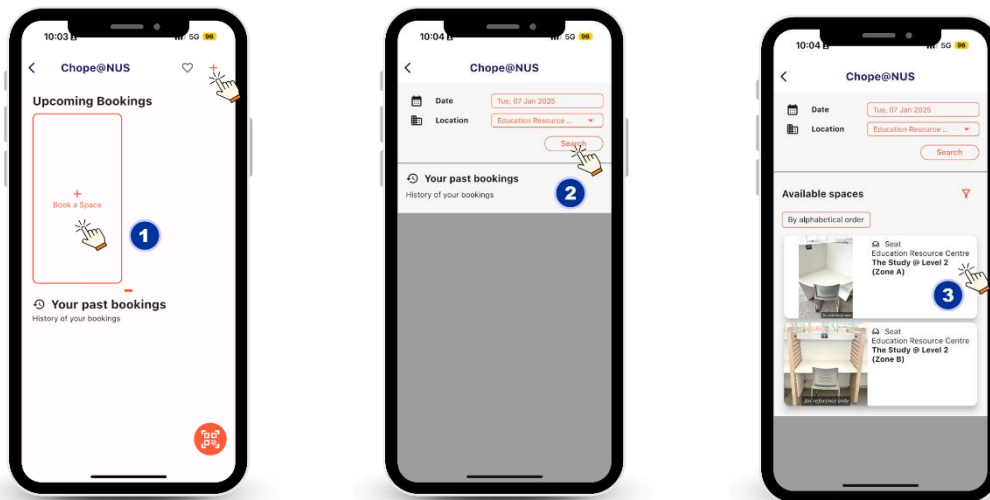 10:03
5G 96
Chope@NUS
+
Upcoming Bookings
+
Book a Space
1
Your past bookings
History of your bookings
10:04
5G 96
Chope@NUS
Date Tue, 07 Jan 2025
Location Education Resource ...
Search
Your past bookings
History of your bookings
2
10:04
5G 96
Chope@NUS
Date Tue, 07 Jan 2025
Location Education Resource ...
Search
Available spaces
By alphabetical order
Seat
Education Resource Centre
The Study @ Level 2
(Zone A)
3
Seat
Education Resource Centre
The Study @ Level 2
(Zone B)
for reference only